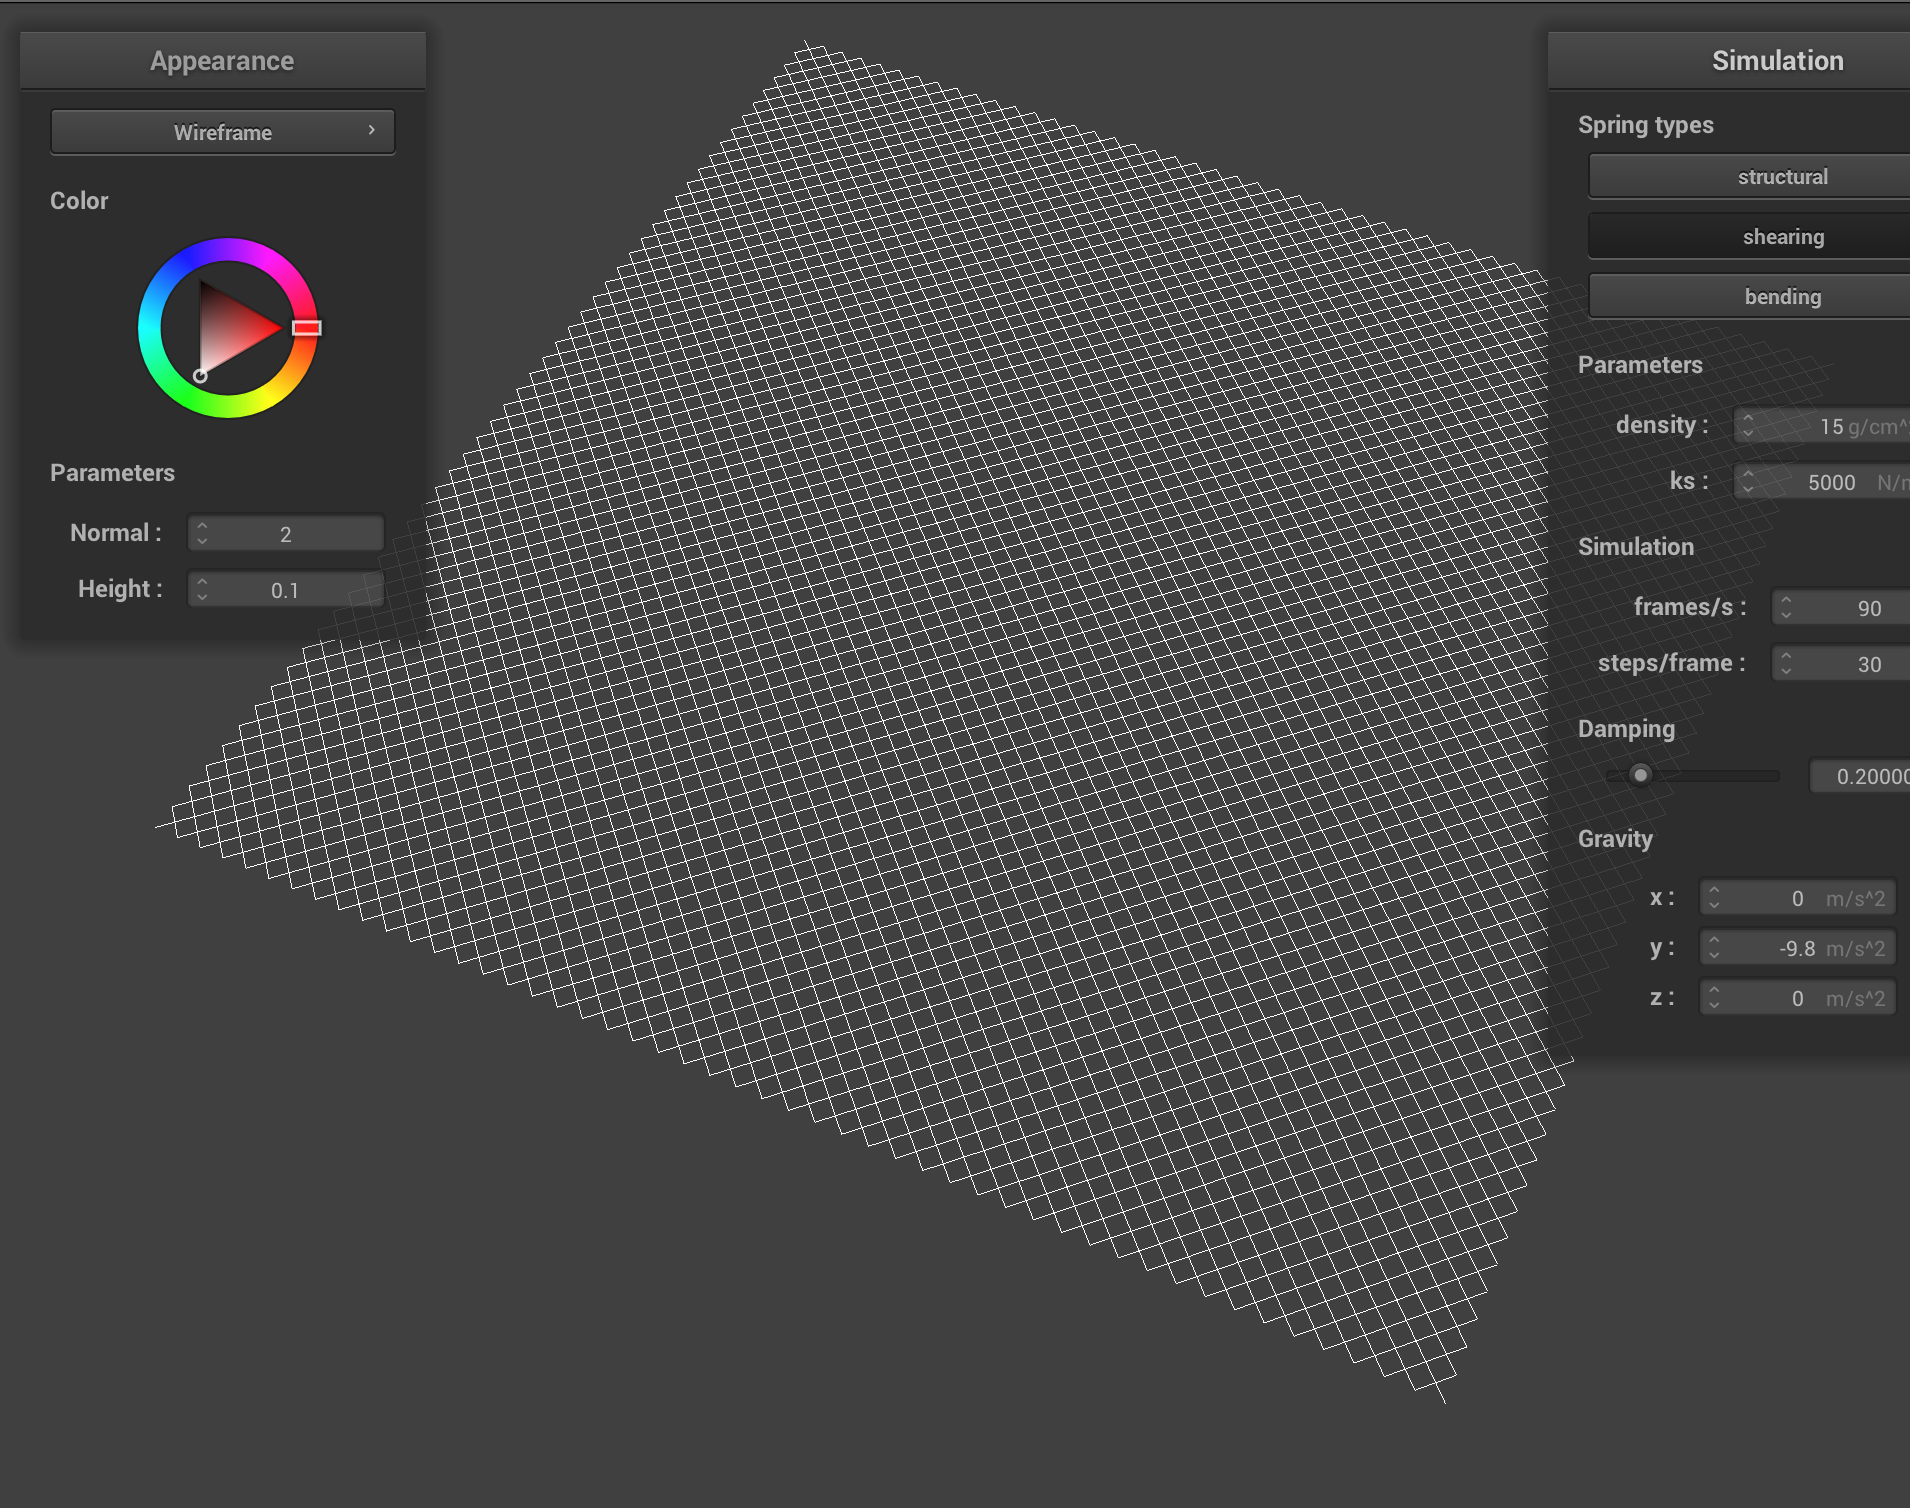 Appearance
Wireframe
Color
Parameters
Normal : 2
Height : 0.1
Simulation
Spring types
structural
shearing
bending
Parameters
density : 15 g/cm^
ks : 5000 N/
Simulation
frames/s : 90
steps/frame : 30
Damping
0.20000
Gravity
x : 0 m/s^2
y : -9.8 m/s^2
z : 0 m/s^2